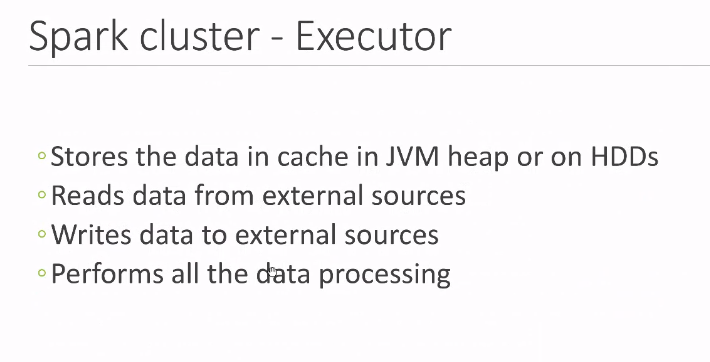 Spark cluster - Executor
◦Stores the data in cache in JVM heap or on HDDs
◦Reads data from external sources
◦Writes data to external sources
◦Performs all the data processing